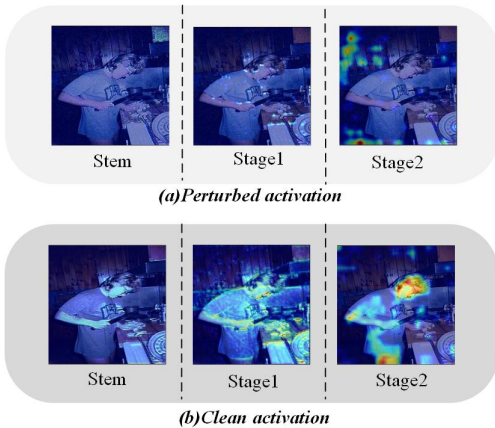 Stem
Stage1
Stage2
(a)Perturbed activation
Stem
Stage1
Stage2
(b)Clean activation